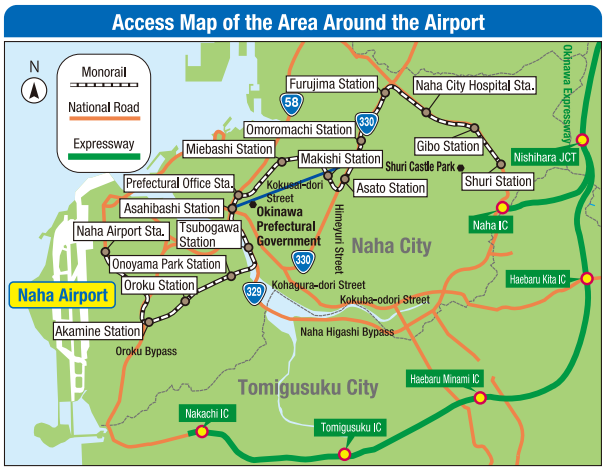 Access Map of the Area Around the Airport
N
Monorail
National Road
Expressway
Furujima Station
58
Naha City Hospital Sta.
Okinawa Expressway
330
Omoromachi Station
Miebashi Station
Makishi Station
Gibo Station
Nishihara JCT
Shuri Castle Park
Prefectural Office Sta.
Kokusai-dori
Street
Asato Station
Shuri Station
Asahibashi Station
Okinawa
Prefectural
Government
Himeyuri Street
Naha Airport Sta.
Tsubogawa
Station
Naha IC
Naha City
Onoyama Park Station
330
Oroku Station
Kohagura-dori Street
Haebaru Kita IC
Naha Airport
329
Kokuba-odori Street
Akamine Station
Naha Higashi Bypass
Oroku Bypass
Tomigusuku City
Haebaru Minami IC
Nakachi IC
Tomigusuku IC